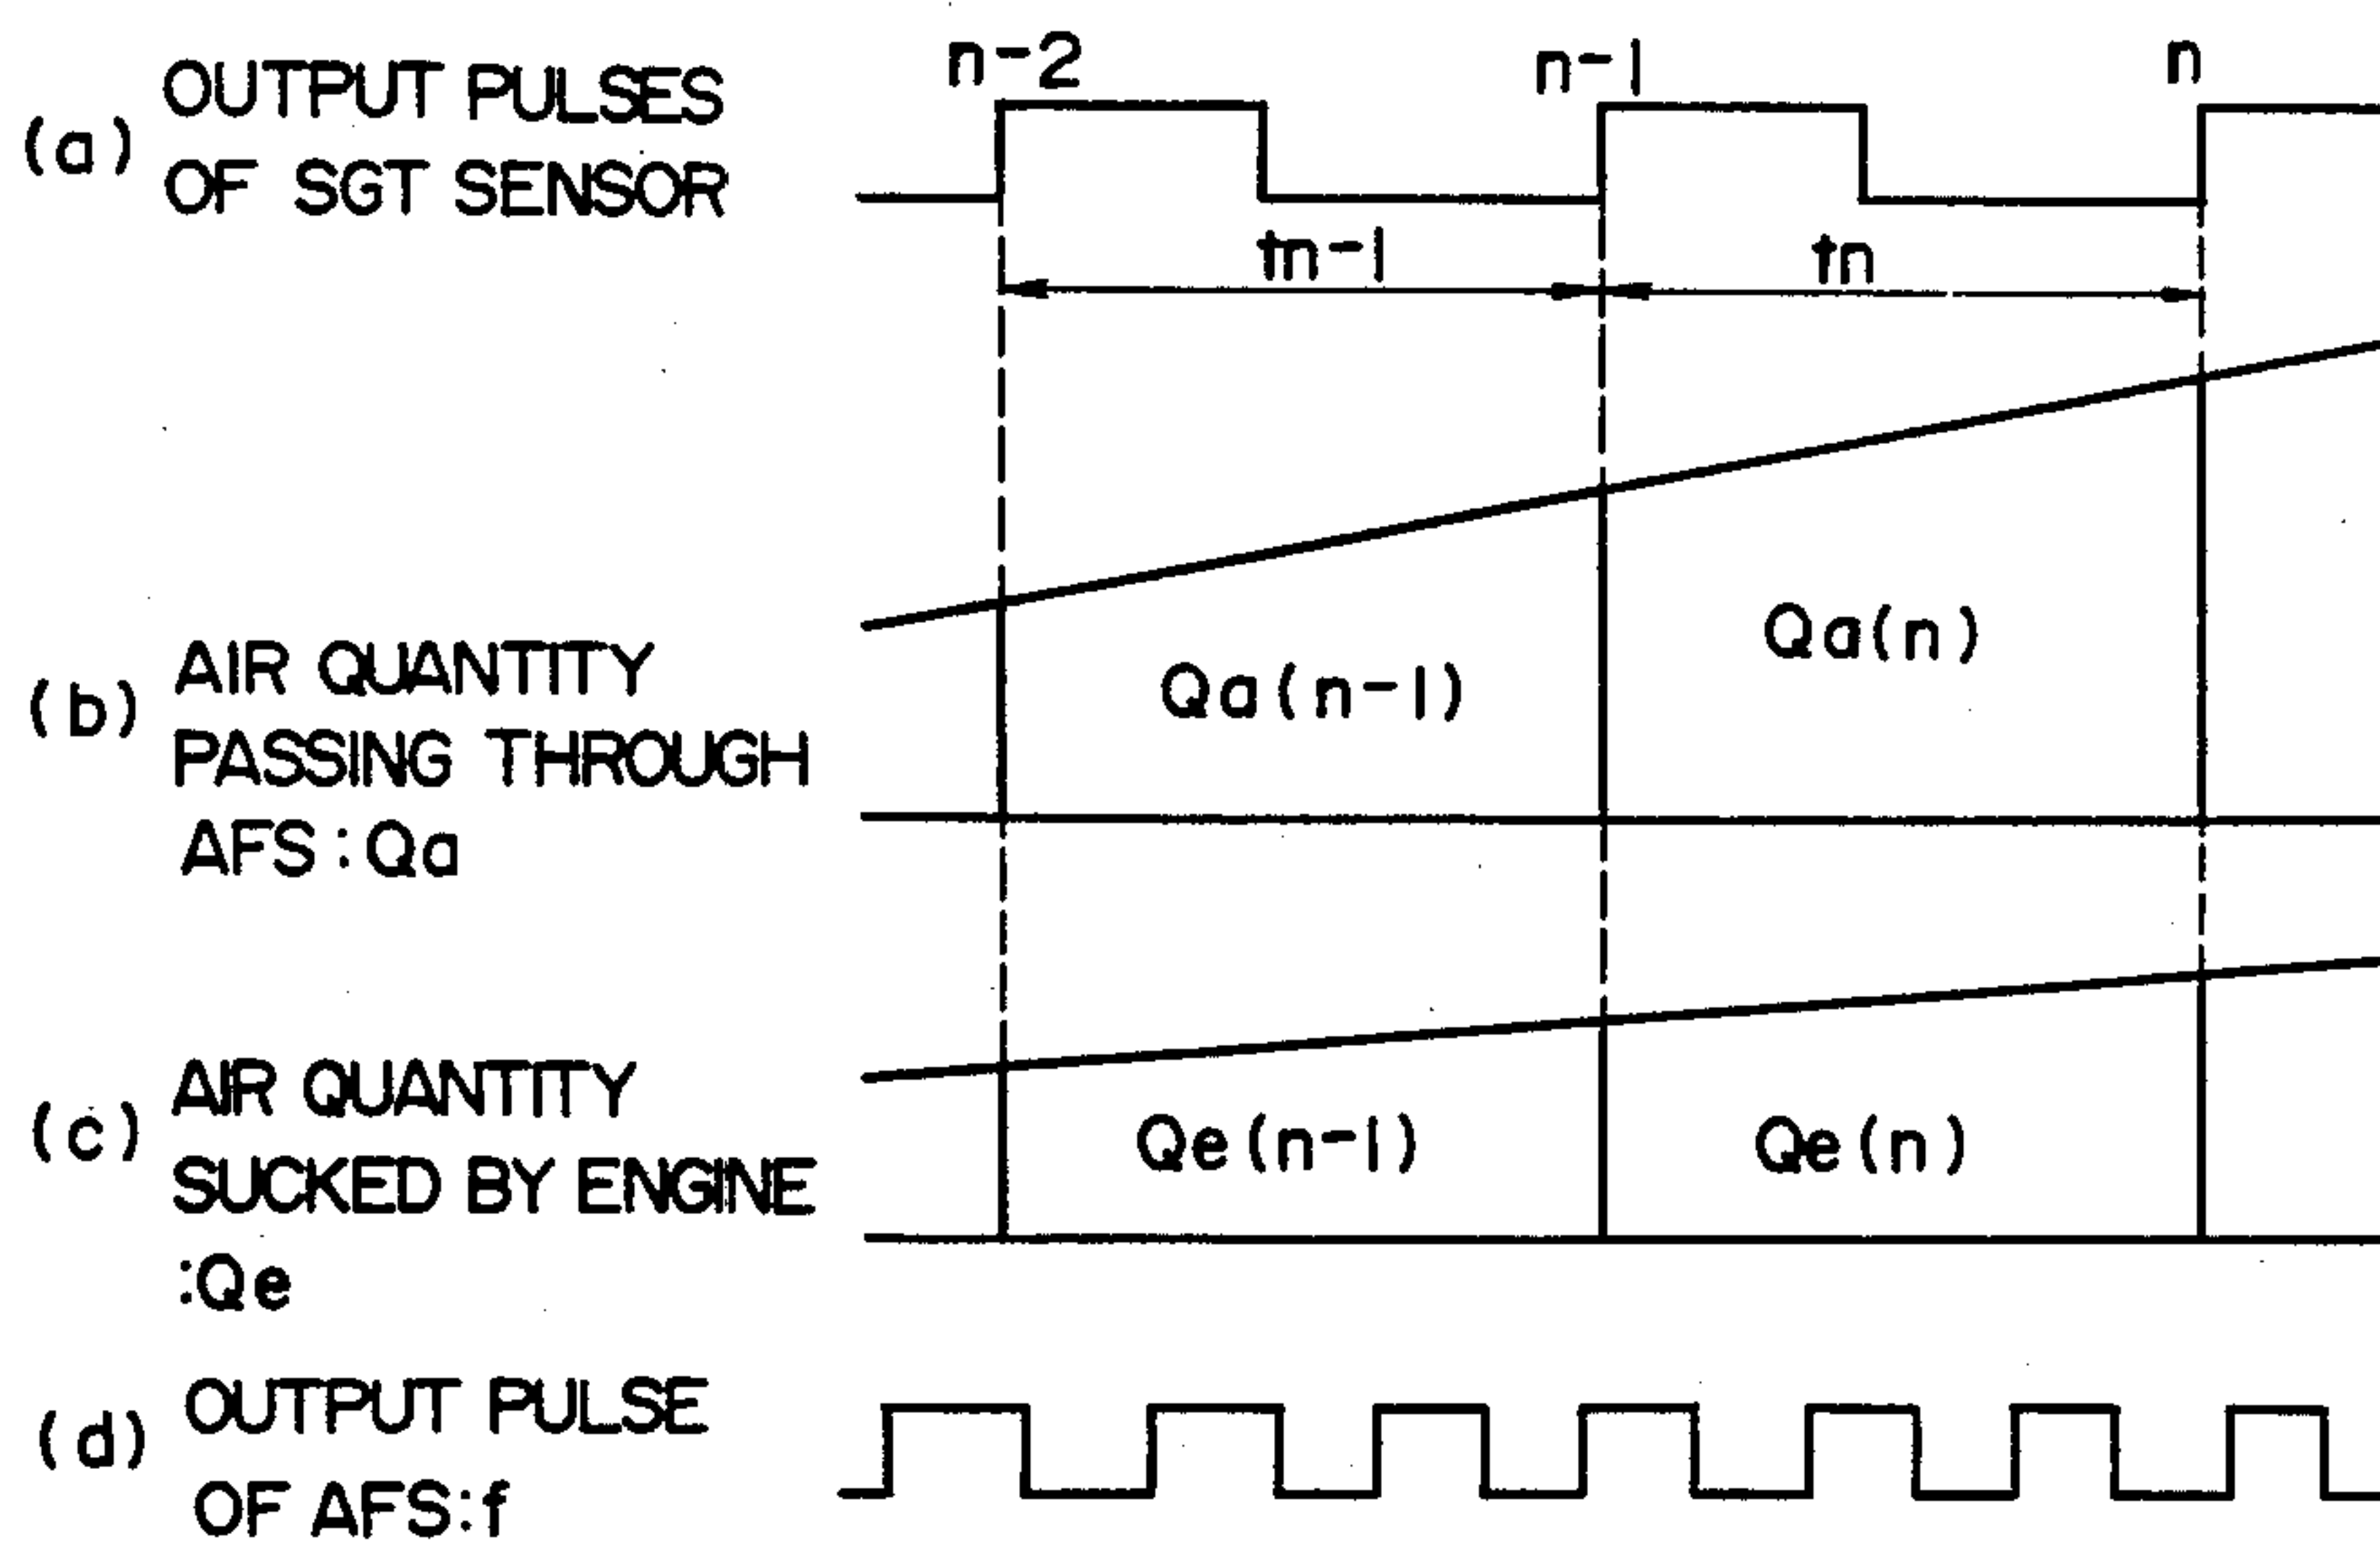 (a) OUTPUT PULSES
OF SGT SENSOR
n-2
n-1
n
tn-1
tn
(b) AIR QUANTITY
PASSING THROUGH
AFS : Qa
Qa(n-1)
Qa(n)
(c) AIR QUANTITY
SUCKED BY ENGINE
:Qe
Qe(n-1)
Qe(n)
(d) OUTPUT PULSE
OF AFS:f